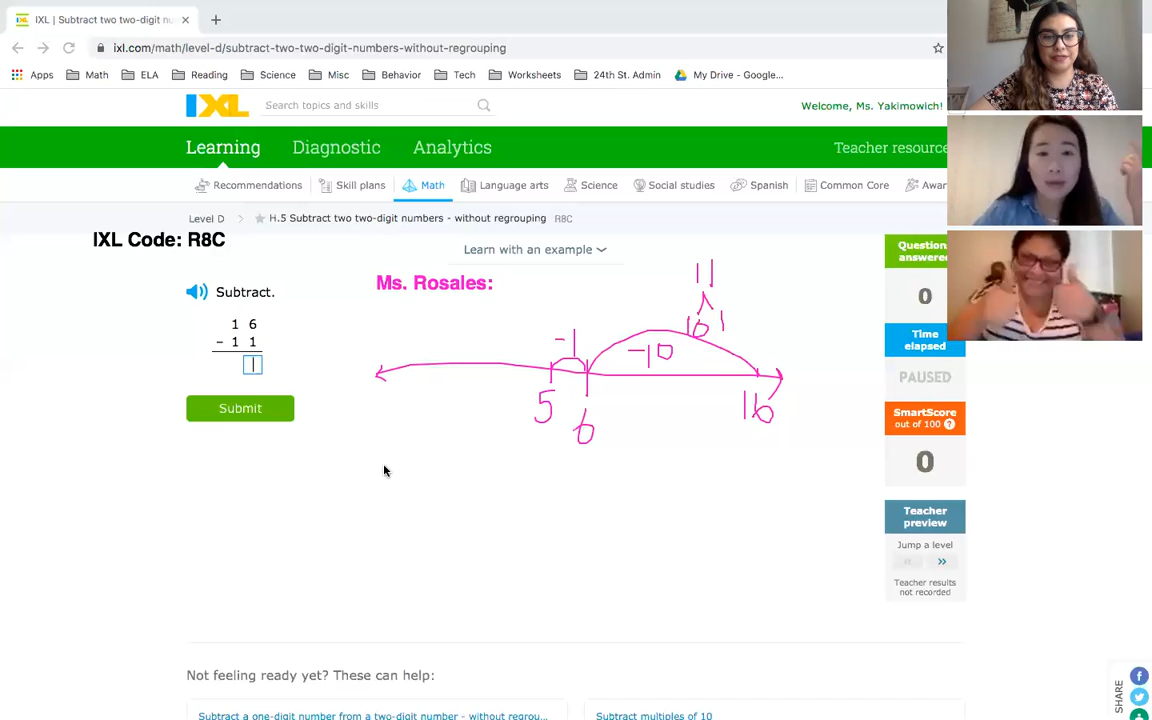 IXL | Subtract two two-digit nu
ixl.com/math/level-d/subtract-two-two-digit-numbers-without-regrouping
Apps Math ELA Reading Science Misc Behavior Tech Worksheets 24th St. Admin My Drive - Google...
IXL Search topics and skills Welcome, Ms. Yakimowich!
Learning Diagnostic Analytics Teacher resource
Recommendations Skill plans Math Language arts Science Social studies Spanish Common Core Awar
Level D H.5 Subtract two two-digit numbers - without regrouping R8C
IXL Code: R8C
Learn with an example
Question
answered
0
Time
elapsed
PAUSED
SmartScore
out of 100 ?
0
Teacher
preview
Jump a level
« »
Teacher results
not recorded
Ms. Rosales:
Subtract.
1 6
- 1 1
Submit
11
10 1
-1
-10
5
6
16
Not feeling ready yet? These can help:
Subtract a one-digit number from a two-digit number - without regrou... Subtract multiples of 10
SHARE